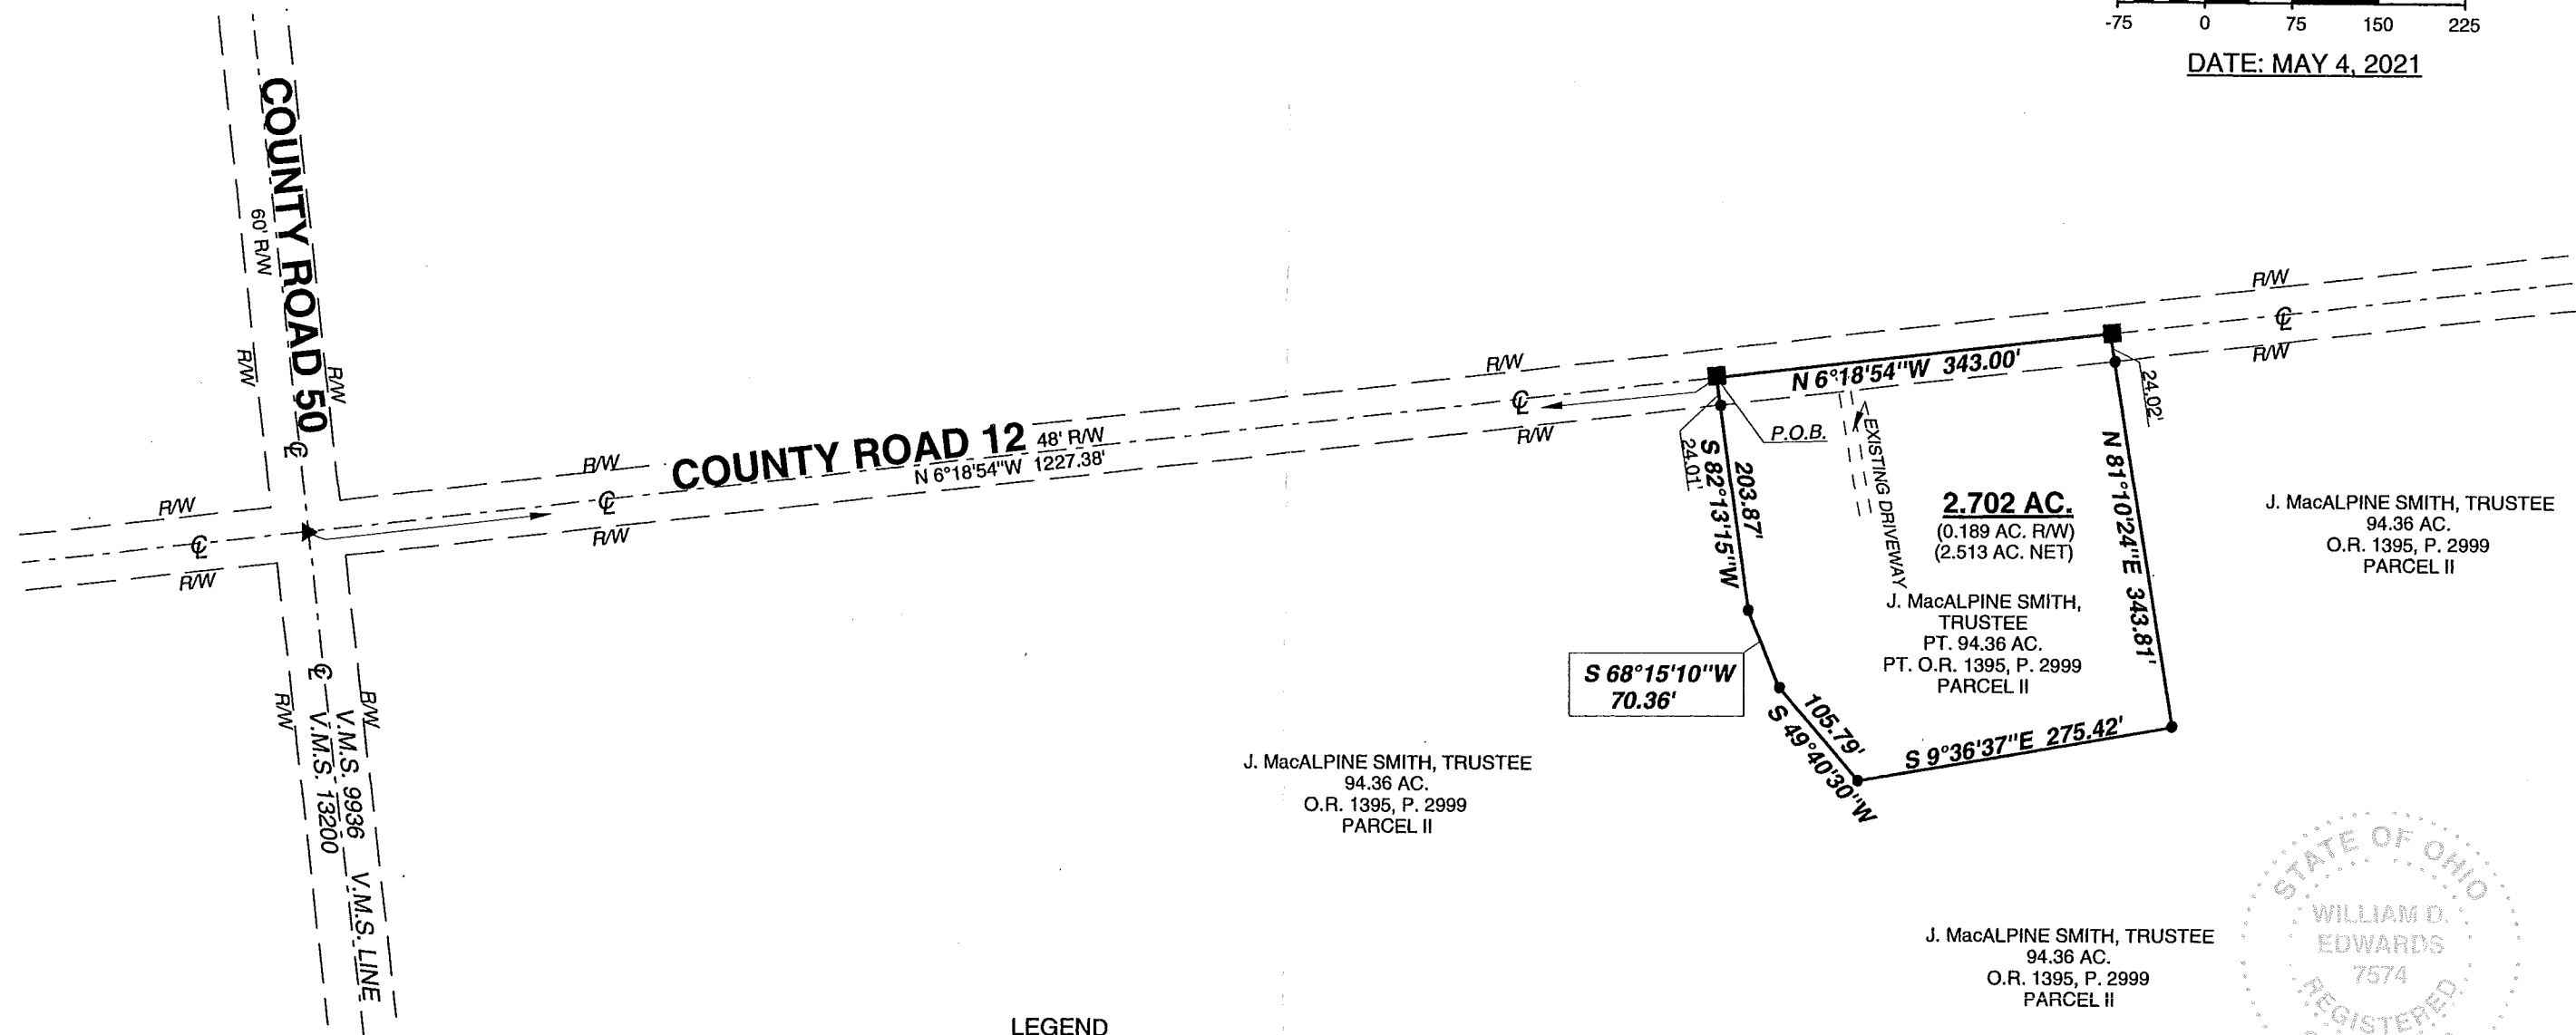 -75 0 75 150 225
DATE: MAY 4, 2021
COUNTY ROAD 50
60' R/W
R/W
R/W
℄
R/W
℄
R/W
R/W
℄
R/W
COUNTY ROAD 12
48' R/W
N 6°18'54"W 1227.38'
R/W
℄
R/W
R/W
℄
R/W
℄
R/W
R/W
V.M.S. 9936
V.M.S. 13200
V.M.S. LINE
N 6°18'54"W 343.00'
P.O.B.
24.01'
203.87'
S 82°13'15"W
EXISTING DRIVEWAY
24.02'
N 81°10'24"E 343.81'
2.702 AC.
(0.189 AC. R/W)
(2.513 AC. NET)
J. MacALPINE SMITH,
TRUSTEE
PT. 94.36 AC.
PT. O.R. 1395, P. 2999
PARCEL II
J. MacALPINE SMITH, TRUSTEE
94.36 AC.
O.R. 1395, P. 2999
PARCEL II
S 68°15'10"W
70.36'
105.79'
S 49°40'30"W
S 9°36'37"E 275.42'
J. MacALPINE SMITH, TRUSTEE
94.36 AC.
O.R. 1395, P. 2999
PARCEL II
J. MacALPINE SMITH, TRUSTEE
94.36 AC.
O.R. 1395, P. 2999
PARCEL II
STATE OF OHIO
WILLIAM D.
EDWARDS
7574
REGISTERED
LEGEND